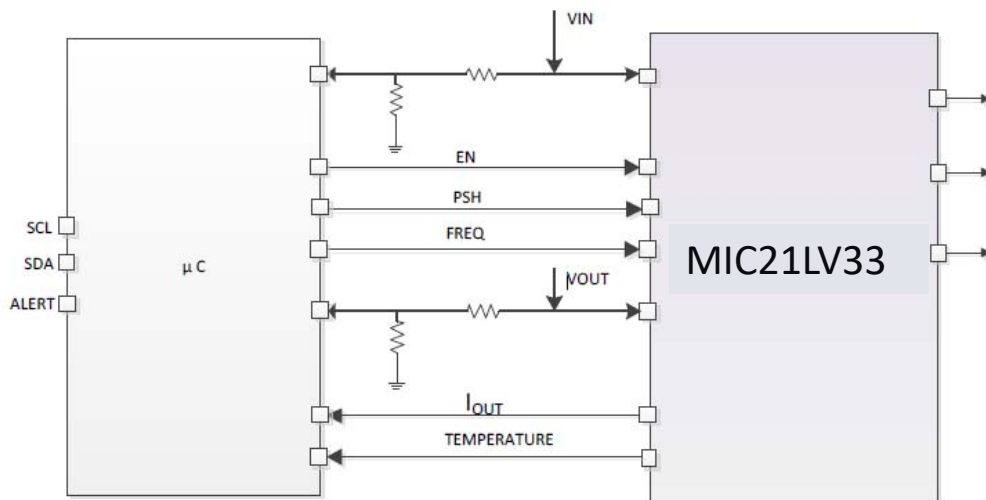 VIN
EN
PSH
FREQ
SCL
SDA
ALERT
µ C
MIC21LV33
VOUT
IOUT
TEMPERATURE